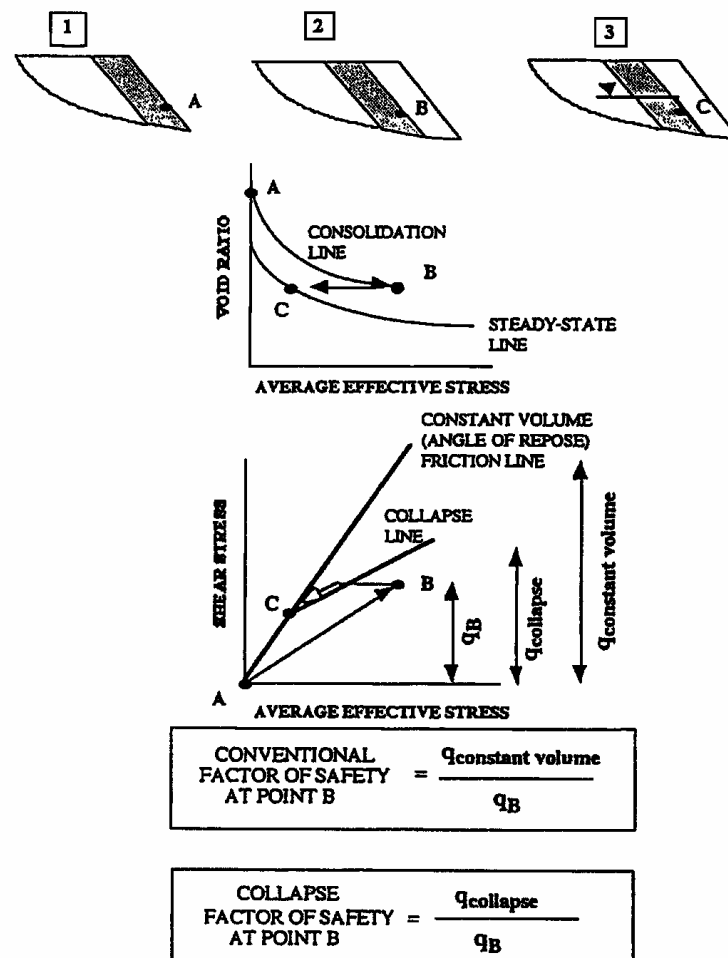 1
2
3
A
B
C
A
CONSOLIDATION
LINE
B
C
STEADY-STATE
LINE
VOID RATIO
AVERAGE EFFECTIVE STRESS
CONSTANT VOLUME
(ANGLE OF REPOSE)
FRICTION LINE
COLLAPSE
LINE
SHEAR STRESS
C
B
A
qB
qcollapse
qconstant volume
AVERAGE EFFECTIVE STRESS
CONVENTIONAL
FACTOR OF SAFETY
AT POINT B
=
qconstant volume
qB
COLLAPSE
FACTOR OF SAFETY
AT POINT B
=
qcollapse
qB